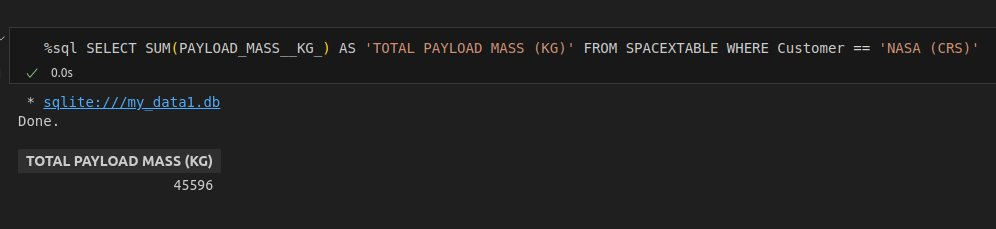 %sql SELECT SUM(PAYLOAD_MASS__KG_) AS 'TOTAL PAYLOAD MASS (KG)' FROM SPACEXTABLE WHERE Customer == 'NASA (CRS)'
✓ 0.0s
* sqlite:///my_data1.db
Done.
TOTAL PAYLOAD MASS (KG)
45596